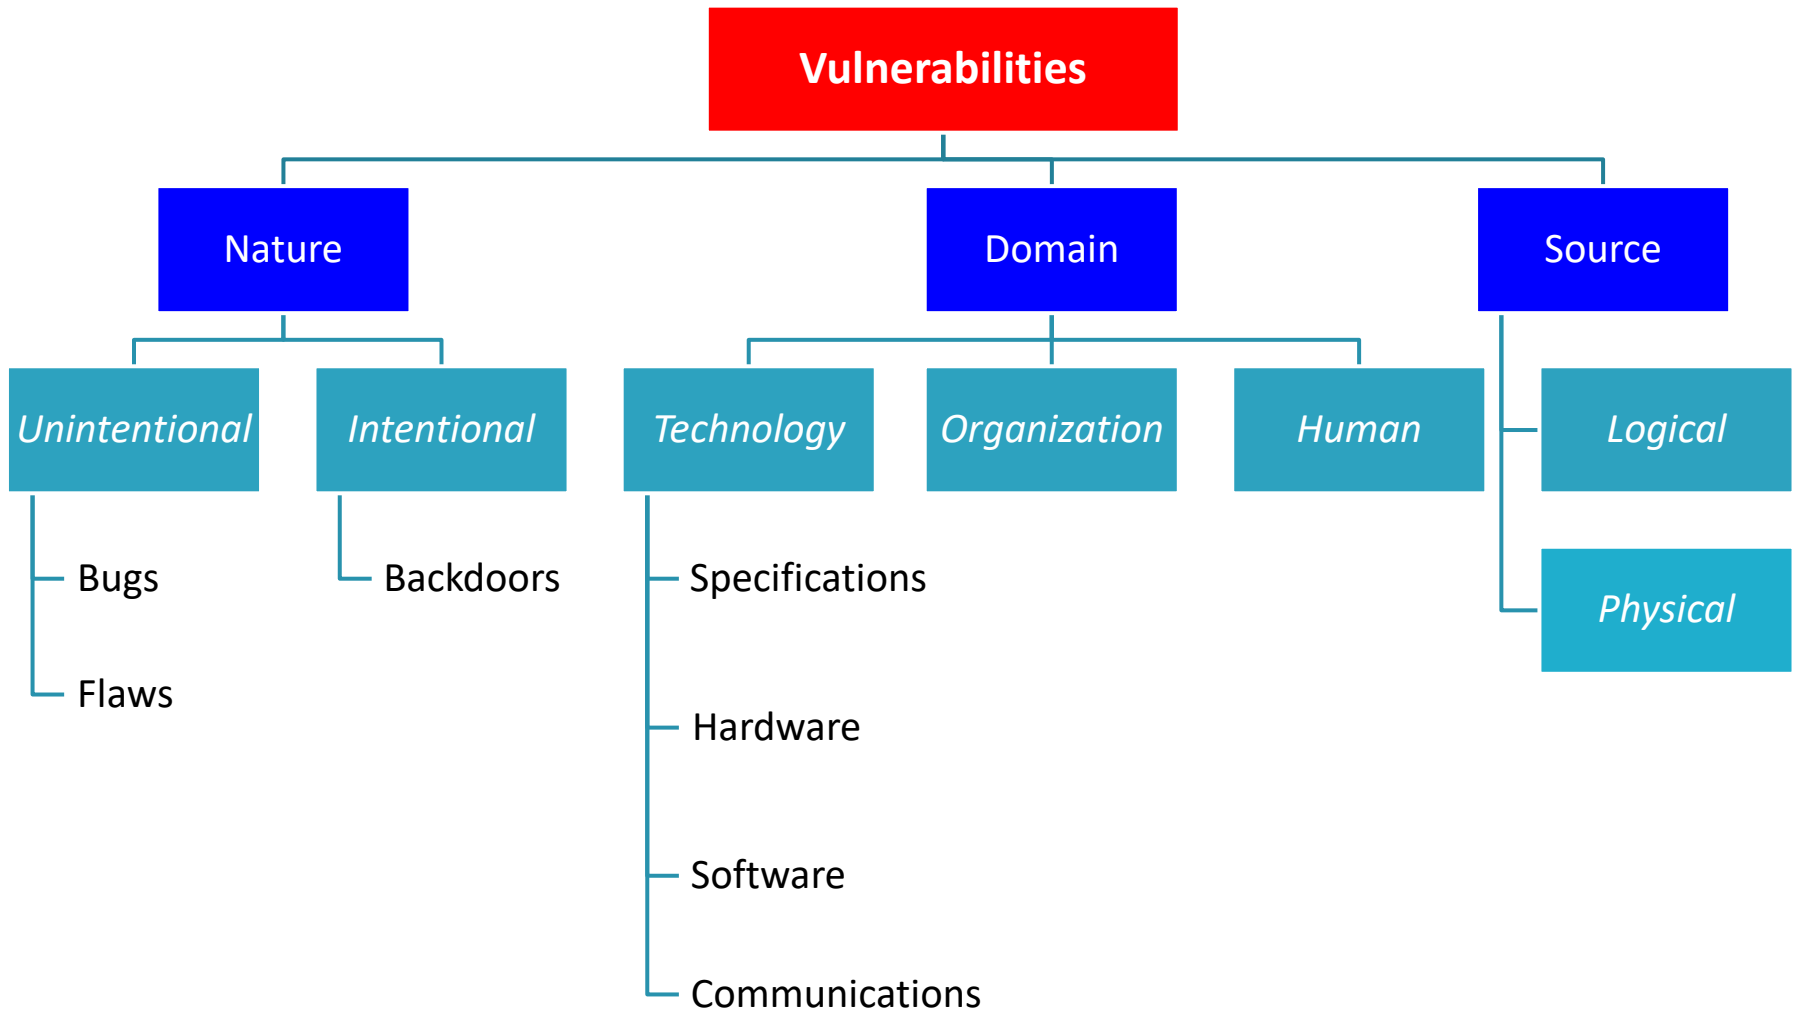 Vulnerabilities
Nature
Domain
Source
Unintentional
Intentional
Technology
Organization
Human
Logical
Bugs
Backdoors
Specifications
Physical
Flaws
Hardware
Software
Communications